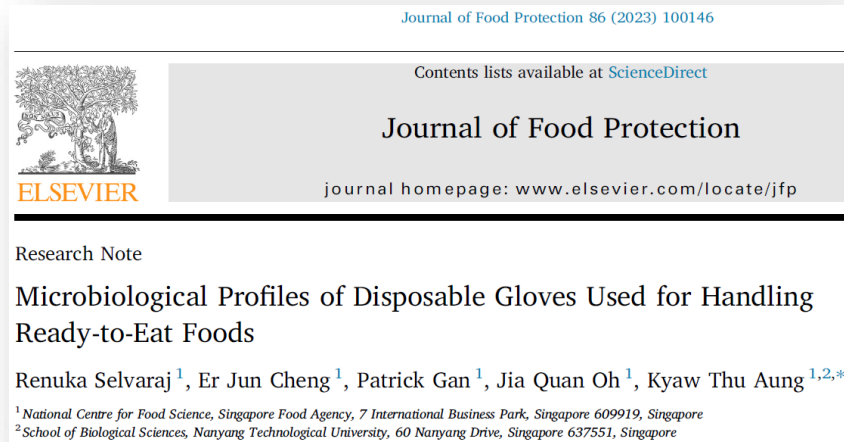 Journal of Food Protection 86 (2023) 100146
Contents lists available at ScienceDirect
Journal of Food Protection
journal homepage: www.elsevier.com/locate/jfp
ELSEVIER
Research Note
Microbiological Profiles of Disposable Gloves Used for Handling
Ready-to-Eat Foods
Renuka Selvaraj 1, Er Jun Cheng 1, Patrick Gan 1, Jia Quan Oh 1, Kyaw Thu Aung 1,2,*
1 National Centre for Food Science, Singapore Food Agency, 7 International Business Park, Singapore 609919, Singapore
2 School of Biological Sciences, Nanyang Technological University, 60 Nanyang Drive, Singapore 637551, Singapore